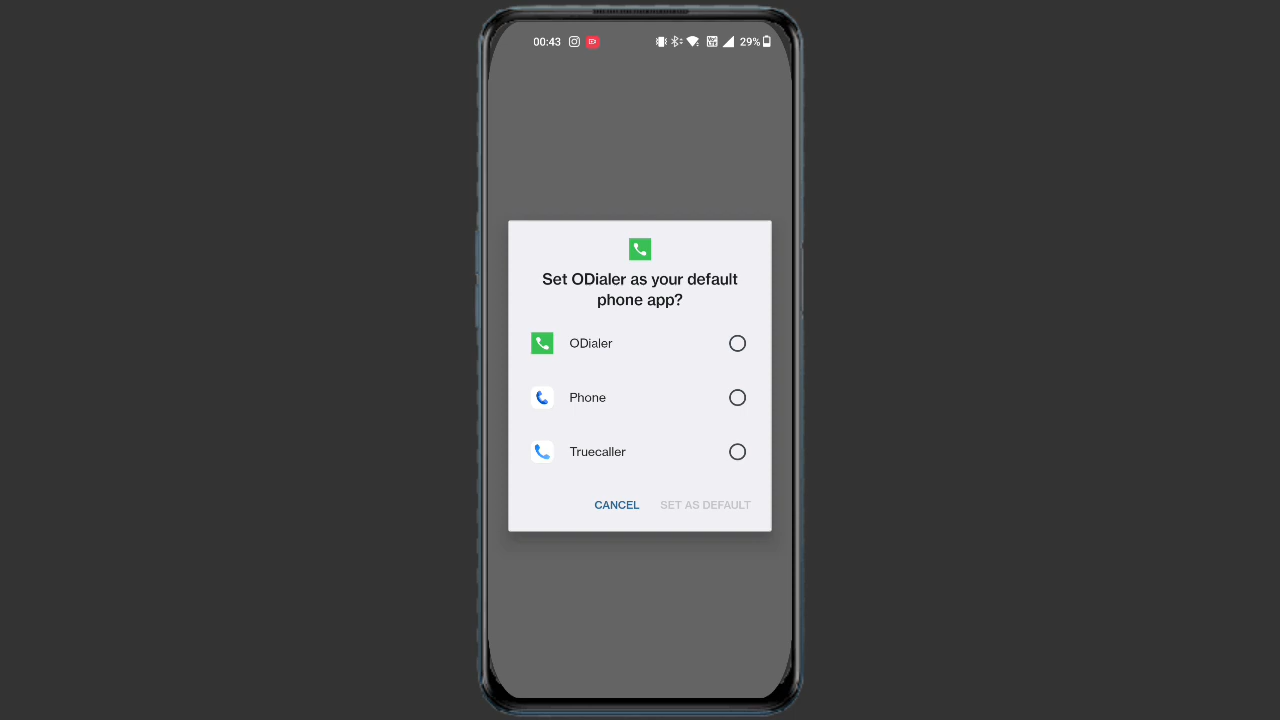 00:43 29%
Set ODialer as your default
phone app?
ODialer
Phone
Truecaller
CANCEL SET AS DEFAULT